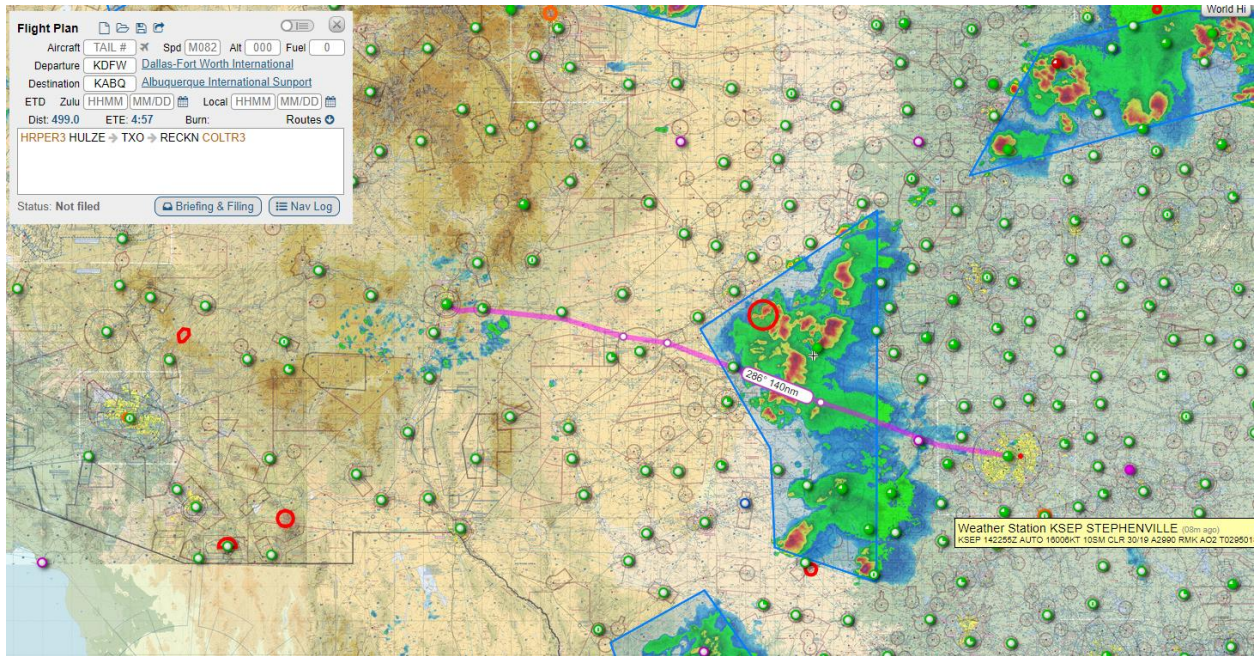 World Hi
Flight Plan
Aircraft TAIL # Spd M082 Alt 000 Fuel 0
Departure KDFW Dallas-Fort Worth International
Destination KABQ Albuquerque International Sunport
ETD Zulu HHMM MM/DD Local HHMM MM/DD
Dist: 499.0 ETE: 4:57 Burn: Routes
HRPER3 HULZE → TXO → RECKN COLTR3
Status: Not filed Briefing & Filing Nav Log
286° 140nm
Weather Station KSEP STEPHENVILLE (08m ago)
KSEP 142255Z AUTO 16006KT 10SM CLR 30/19 A2990 RMK AO2 T029501